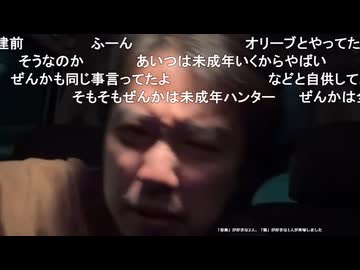 建前
ふーん
オリーブとやってた
そうなのか
あいつは未成年いくからやばい
ぜんかも同じ事言ってたよ
などと自供して
そもそもぜんかは未成年ハンター
ぜんかは